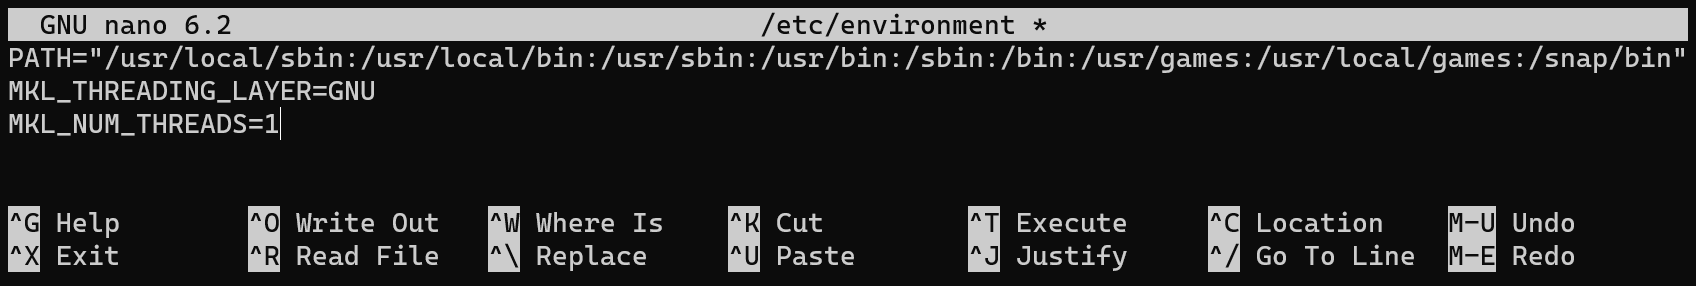 GNU nano 6.2 /etc/environment *
PATH="/usr/local/sbin:/usr/local/bin:/usr/sbin:/usr/bin:/sbin:/bin:/usr/games:/usr/local/games:/snap/bin"
MKL_THREADING_LAYER=GNU
MKL_NUM_THREADS=1
^G Help ^O Write Out ^W Where Is ^K Cut ^T Execute ^C Location M-U Undo
^X Exit ^R Read File ^\ Replace ^U Paste ^J Justify ^/ Go To Line M-E Redo